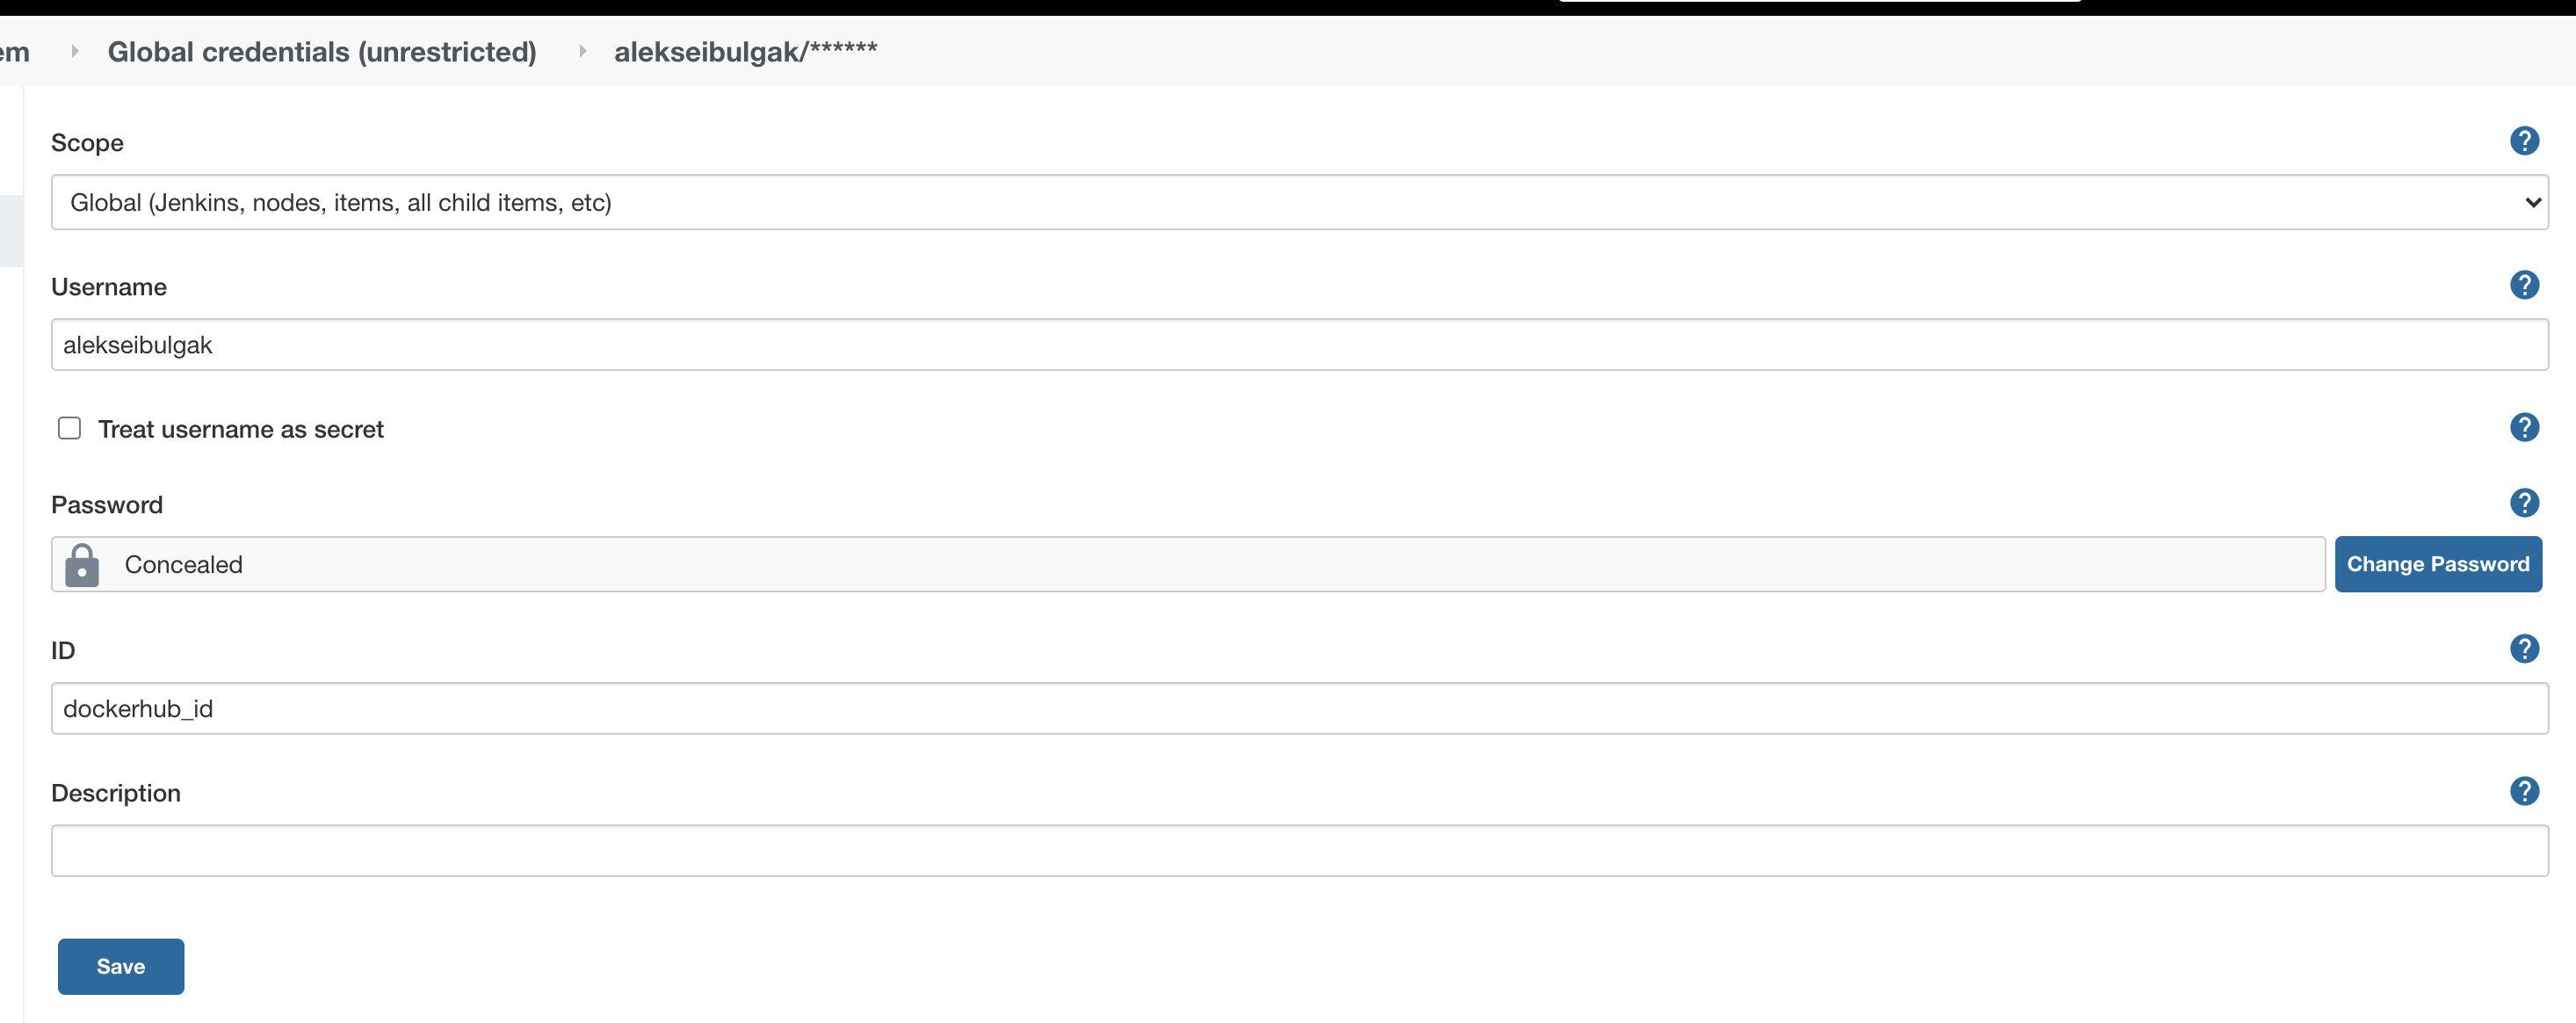 em Global credentials (unrestricted) alekseibulgak/******
Scope ?
Global (Jenkins, nodes, items, all child items, etc)
Username ?
alekseibulgak
Treat username as secret ?
Password ?
Concealed Change Password
ID ?
dockerhub_id
Description ?
Save